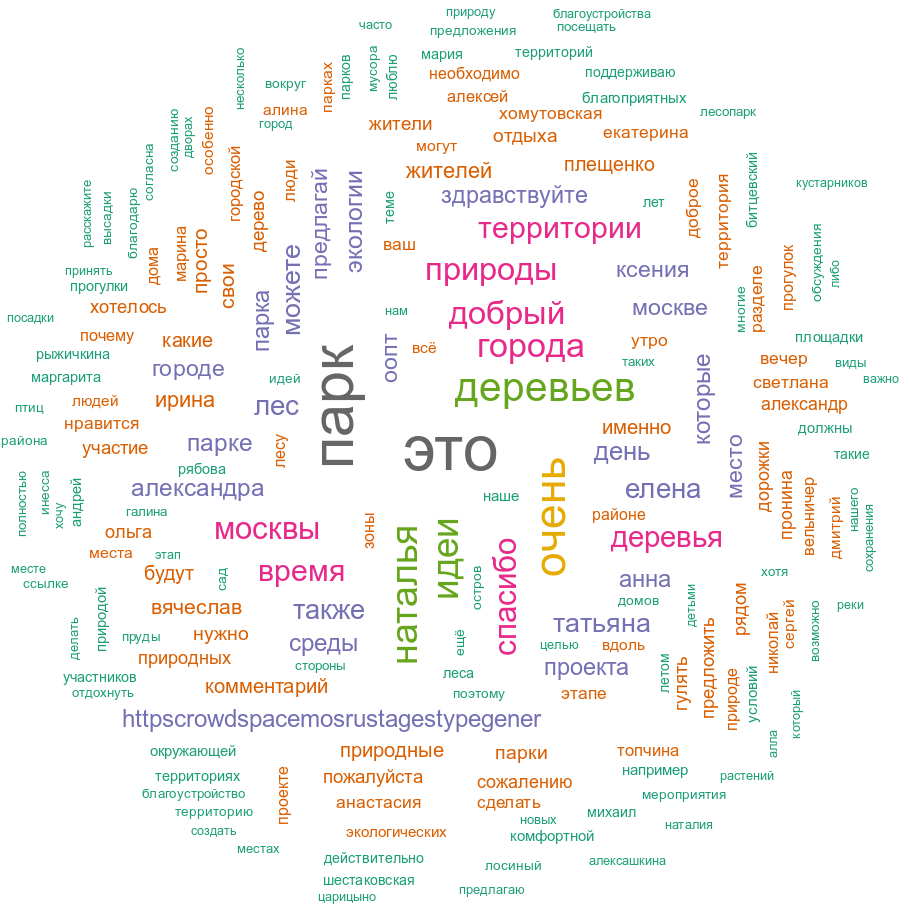 природу
благоустройства
часто
предложения
посещать
мария
территорий
несколько
вокруг
парках
парков
мусора
люблю
необходимо
поддерживаю
алексей
благоприятных
лесопарк
созданию
дворах
особенно
алина
город
жители
хомутовская
отдыха
екатерина
могут
согласна
городской
люди
жителей
плещенко
расскажите
высадки
благодарю
дерево
предлагай
экологии
теме
здравствуйте
лет
доброе
территория
битцевский
кустарников
территории
ваш
дома
марина
просто
свои
можете
парка
принять
прогулки
природы
ксения
многие
разделе
прогулок
обсуждения
либо
посадки
хотелось
нам
добрый
москве
почему
какие
оопт
всё
города
утро
площадки
рыжичкина
городе
парк
таких
которые
вечер
виды
маргарита
идей
деревьев
светлана
важно
птиц
людей
ирина
лес
александр
нравится
именно
должны
района
участие
парке
лесу
это
день
место
дорожки
такие
рябова
полностью
инесса
хочу
андрей
александра
наше
очень
елена
пронина
вельничер
дмитрий
нашего
сохранения
галина
ольга
москвы
зоны
районе
деревья
места
этап
наталья
идеи
спасибо
месте
ссылке
будут
сад
время
остров
анна
хотя
вячеслав
также
домов
детьми
рядом
реки
делать
природой
пруды
нужно
среды
ещё
татьяна
николай
сергей
возможно
целью
вдоль
природных
стороны
леса
проекта
летом
гулять
предложить
природе
условий
участников
отдохнуть
комментарий
поэтому
этапе
который
алла
httpscrowdspacemosrustagestypegener
окружающей
природные
парки
топчина
территориях
проекте
пожалуйста
сожалению
например
растений
благоустройство
анастасия
сделать
мероприятия
территорию
михаил
создать
экологических
новых
наталия
местах
комфортной
действительно
лосиный
алексашкина
шестаковская
царицыно
предлагаю